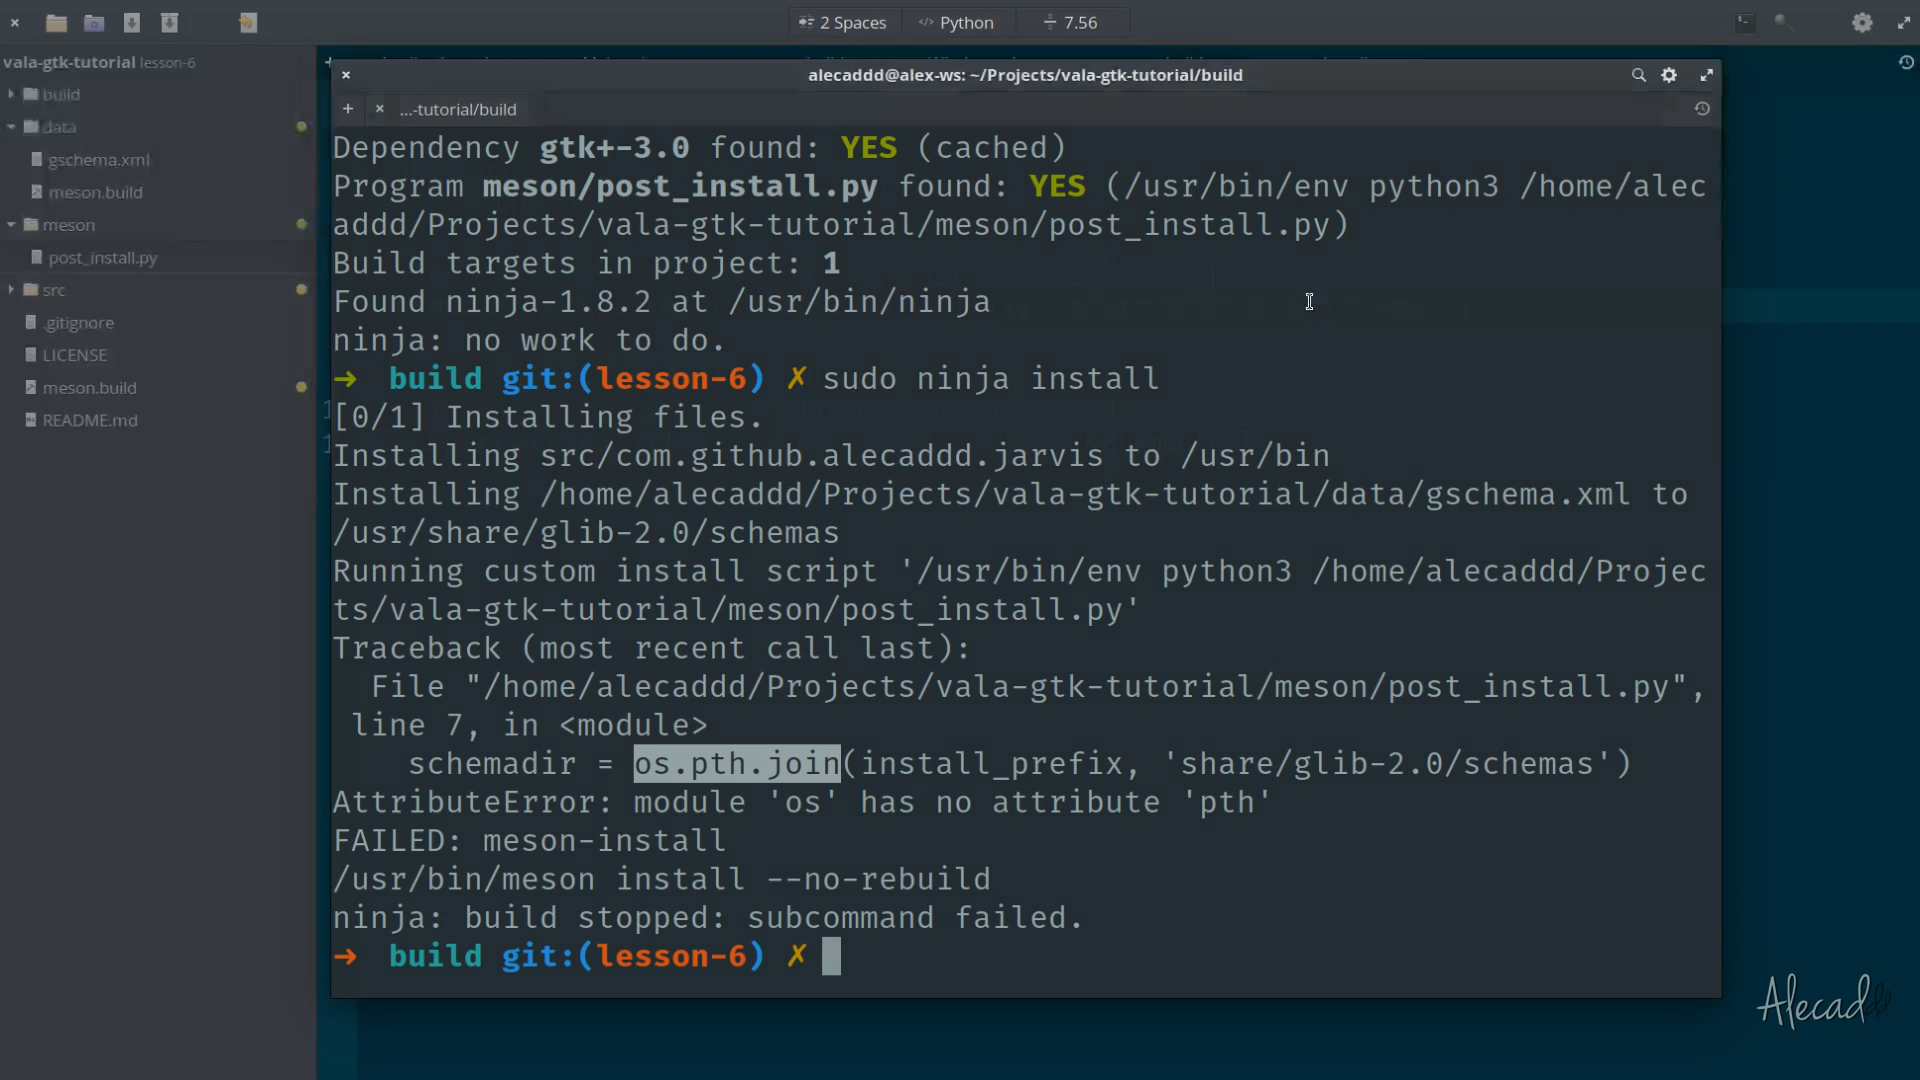 2 Spaces
Python
7.56
vala-gtk-tutorial lesson-6
build
data
gschema.xml
meson.build
meson
post_install.py
src
.gitignore
LICENSE
meson.build
README.md
alecaddd@alex-ws: ~/Projects/vala-gtk-tutorial/build
...-tutorial/build
Dependency gtk+-3.0 found: YES (cached)
Program meson/post_install.py found: YES (/usr/bin/env python3 /home/alec
addd/Projects/vala-gtk-tutorial/meson/post_install.py)
Build targets in project: 1
Found ninja-1.8.2 at /usr/bin/ninja
ninja: no work to do.
➜ build git:(lesson-6) ✗ sudo ninja install
[0/1] Installing files.
Installing src/com.github.alecaddd.jarvis to /usr/bin
Installing /home/alecaddd/Projects/vala-gtk-tutorial/data/gschema.xml to
/usr/share/glib-2.0/schemas
Running custom install script '/usr/bin/env python3 /home/alecaddd/Projec
ts/vala-gtk-tutorial/meson/post_install.py'
Traceback (most recent call last):
File "/home/alecaddd/Projects/vala-gtk-tutorial/meson/post_install.py",
line 7, in <module>
schemadir = os.pth.join(install_prefix, 'share/glib-2.0/schemas')
AttributeError: module 'os' has no attribute 'pth'
FAILED: meson-install
/usr/bin/meson install --no-rebuild
ninja: build stopped: subcommand failed.
➜ build git:(lesson-6) ✗
Alecaddd